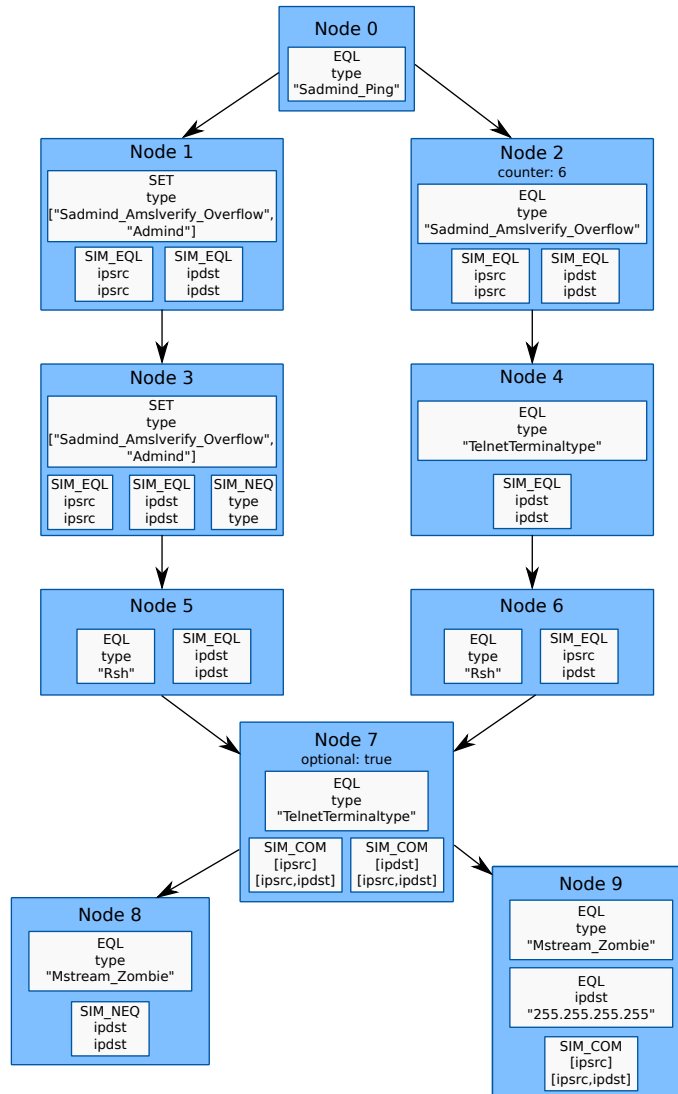 Node 0
EQL
type
"Sadmind_Ping"
Node 1
SET
type
["Sadmind_Amslverify_Overflow",
"Admind"]
SIM_EQL
ipsrc
ipsrc
SIM_EQL
ipdst
ipdst
Node 2
counter: 6
EQL
type
"Sadmind_Amslverify_Overflow"
SIM_EQL
ipsrc
ipsrc
SIM_EQL
ipdst
ipdst
Node 3
SET
type
["Sadmind_Amslverify_Overflow",
"Admind"]
SIM_EQL
ipsrc
ipsrc
SIM_EQL
ipdst
ipdst
SIM_NEQ
type
type
Node 4
EQL
type
"TelnetTerminaltype"
SIM_EQL
ipdst
ipdst
Node 5
EQL
type
"Rsh"
SIM_EQL
ipdst
ipdst
Node 6
EQL
type
"Rsh"
SIM_EQL
ipsrc
ipdst
Node 7
optional: true
EQL
type
"TelnetTerminaltype"
SIM_COM
[ipsrc]
[ipsrc,ipdst]
SIM_COM
[ipdst]
[ipsrc,ipdst]
Node 8
EQL
type
"Mstream_Zombie"
SIM_NEQ
ipdst
ipdst
Node 9
EQL
type
"Mstream_Zombie"
EQL
ipdst
"255.255.255.255"
SIM_COM
[ipsrc]
[ipsrc,ipdst]